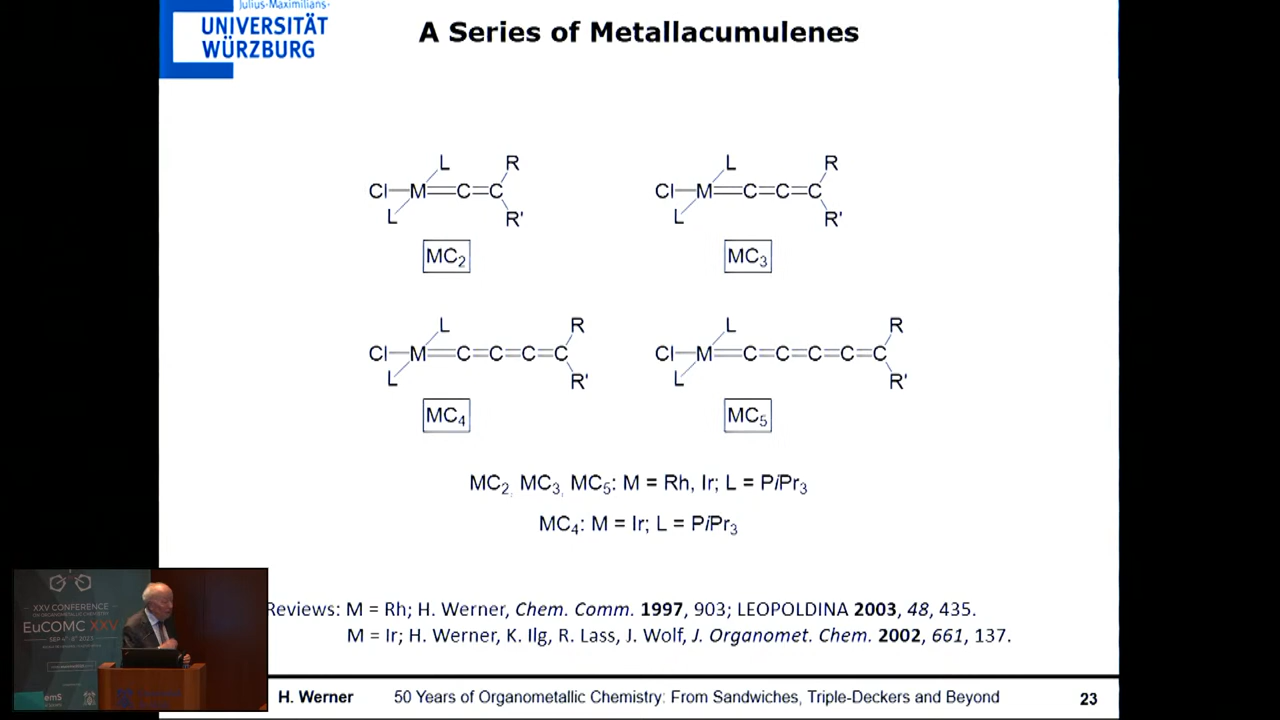 Julius-Maximilians-
UNIVERSITÄT
WÜRZBURG
A Series of Metallacumulenes
L R
Cl—M=C=C
L R'
MC₂
L R
Cl—M=C=C=C
L R'
MC₃
L R
Cl—M=C=C=C=C
L R'
MC₄
L R
Cl—M=C=C=C=C=C
L R'
MC₅
MC₂, MC₃, MC₅: M = Rh, Ir; L = PiPr₃
MC₄: M = Ir; L = PiPr₃
Reviews: M = Rh; H. Werner, Chem. Comm. 1997, 903; LEOPOLDINA 2003, 48, 435.
M = Ir; H. Werner, K. Ilg, R. Lass, J. Wolf, J. Organomet. Chem. 2002, 661, 137.
XXV CONFERENCE
ON ORGANOMETALLIC CHEMISTRY
EuCOMC XXV
H. Werner 50 Years of Organometallic Chemistry: From Sandwiches, Triple-Deckers and Beyond 23